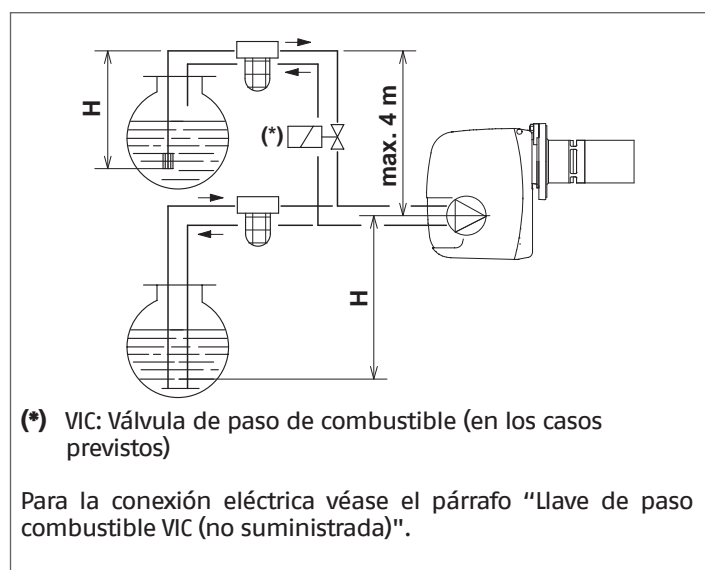 H
(*)
max. 4 m
H
(*) VIC: Válvula de paso de combustible (en los casos
previstos)
Para la conexión eléctrica véase el párrafo “Llave de paso
combustible VIC (no suministrada)".